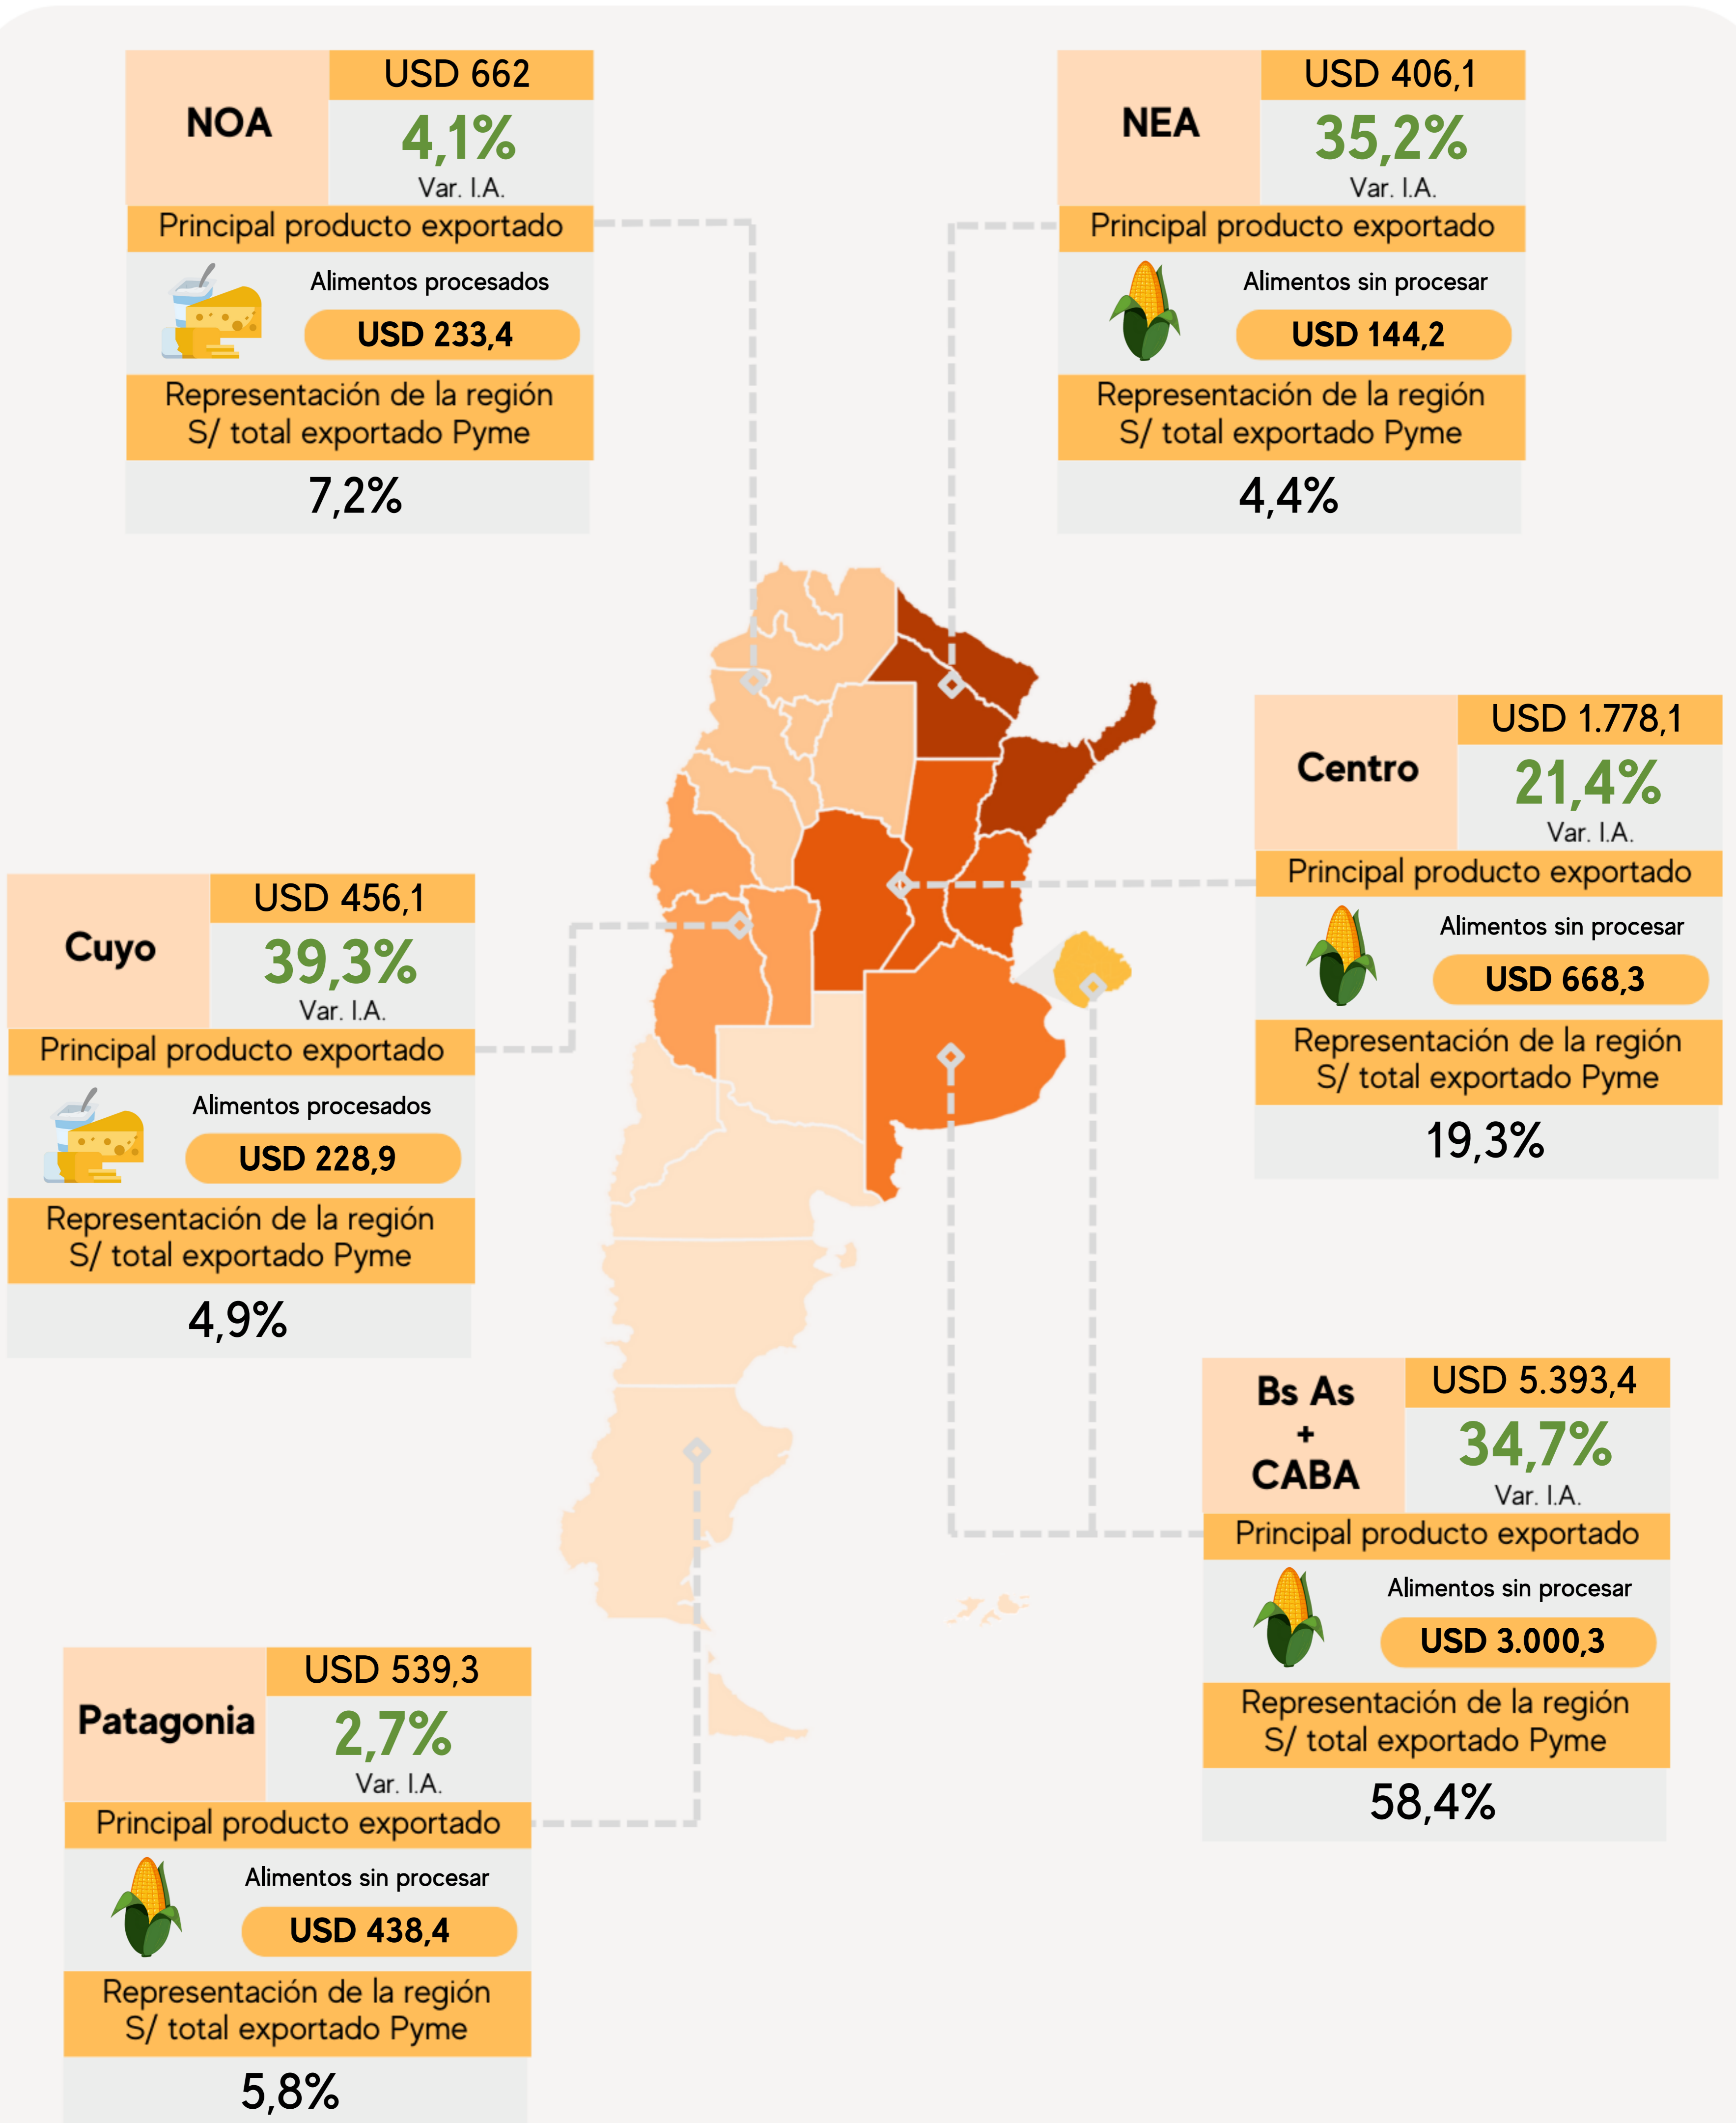 NOA
USD 662
4,1%
Var. I.A.
Principal producto exportado
Alimentos procesados
USD 233,4
Representación de la región
S/ total exportado Pyme
7,2%
NEA
USD 406,1
35,2%
Var. I.A.
Principal producto exportado
Alimentos sin procesar
USD 144,2
Representación de la región
S/ total exportado Pyme
4,4%
Centro
USD 1.778,1
21,4%
Var. I.A.
Principal producto exportado
Alimentos sin procesar
USD 668,3
Representación de la región
S/ total exportado Pyme
19,3%
Cuyo
USD 456,1
39,3%
Var. I.A.
Principal producto exportado
Alimentos procesados
USD 228,9
Representación de la región
S/ total exportado Pyme
4,9%
Bs As
+
CABA
USD 5.393,4
34,7%
Var. I.A.
Principal producto exportado
Alimentos sin procesar
USD 3.000,3
Representación de la región
S/ total exportado Pyme
58,4%
Patagonia
USD 539,3
2,7%
Var. I.A.
Principal producto exportado
Alimentos sin procesar
USD 438,4
Representación de la región
S/ total exportado Pyme
5,8%